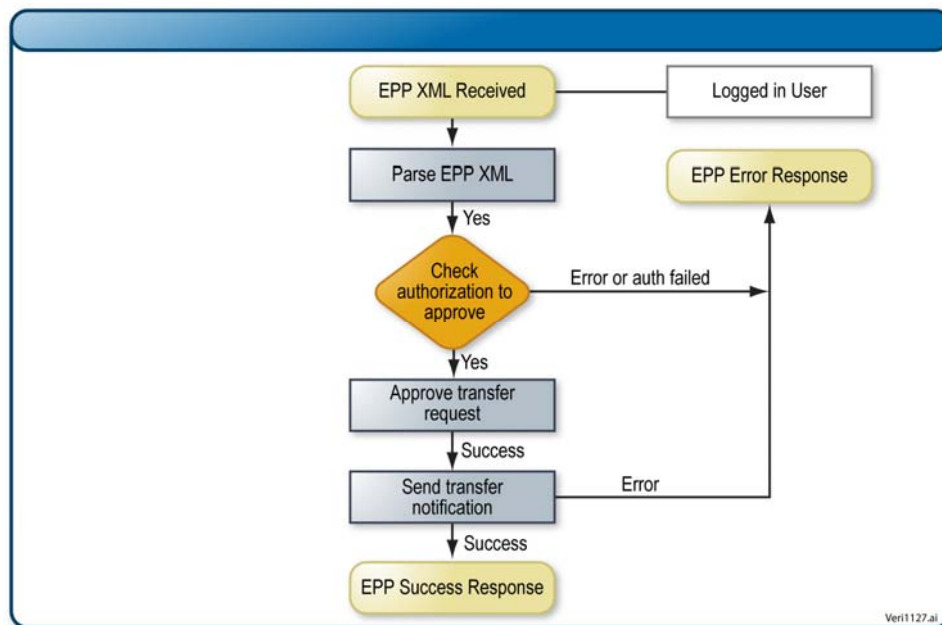 EPP XML Received
Logged in User
Parse EPP XML
EPP Error Response
Yes
Check
authorization to
approve
Error or auth failed
Yes
Approve transfer
request
Success
Send transfer
notification
Error
Success
EPP Success Response
Veri1127.ai